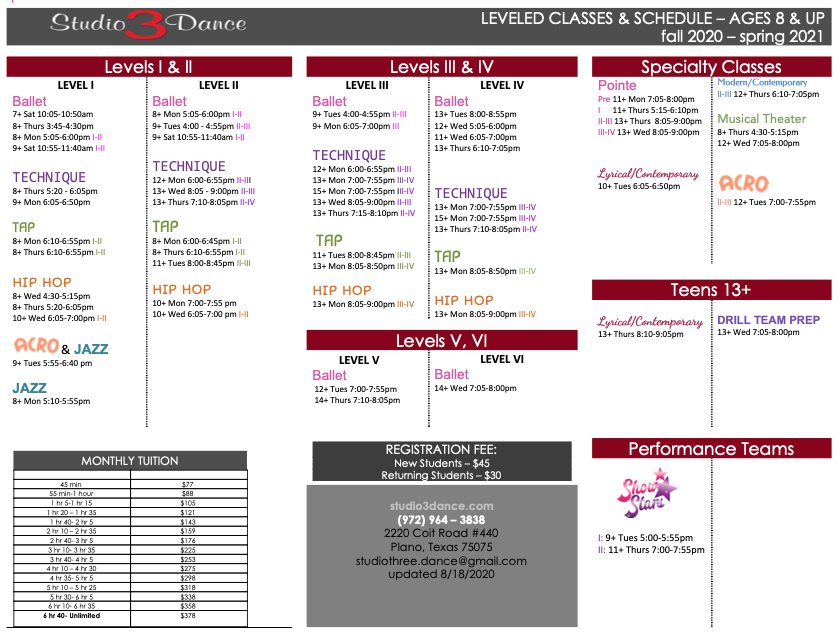 Studio 3 Dance
LEVELED CLASSES & SCHEDULE – AGES 8 & UP
fall 2020 – spring 2021
Levels I & II
LEVEL I
Ballet
7+ Sat 10:05-10:50am
8+ Thurs 3:45-4:30pm
8+ Mon 5:05-6:00pm I-II
9+ Sat 10:55-11:40am I-II
TECHNIQUE
8+ Thurs 5:20 - 6:05pm
9+ Mon 6:05-6:50pm
TAP
8+ Mon 6:10-6:55pm I-II
8+ Thurs 6:10-6:55pm I-II
HIP HOP
8+ Wed 4:30-5:15pm
8+ Thurs 5:20-6:05pm
10+ Wed 6:05-7:00pm I-II
ACRO & JAZZ
9+ Tues 5:55-6:40 pm
JAZZ
8+ Mon 5:10-5:55pm
LEVEL II
Ballet
8+ Mon 5:05-6:00pm I-II
9+ Tues 4:00 - 4:55pm II-III
9+ Sat 10:55-11:40am I-II
TECHNIQUE
12+ Mon 6:00-6:55pm II-III
13+ Wed 8:05 - 9:00pm II-III
13+ Thurs 7:10-8:05pm II-IV
TAP
8+ Mon 6:00-6:45pm I-II
8+ Thurs 6:10-6:55pm I-II
11+ Tues 8:00-8:45pm II-III
HIP HOP
10+ Mon 7:00-7:55 pm
10+ Wed 6:05-7:00 pm I-II
Levels III & IV
LEVEL III
Ballet
9+ Tues 4:00-4:55pm II-III
9+ Mon 6:05-7:00pm III
TECHNIQUE
12+ Mon 6:00-6:55pm II-III
13+ Mon 7:00-7:55pm III-IV
15+ Mon 7:00-7:55pm III-IV
13+ Wed 8:05-9:00pm II-III
13+ Thurs 7:15-8:10pm II-IV
TAP
11+ Tues 8:00-8:45pm II-III
13+ Mon 8:05-8:50pm III-IV
HIP HOP
13+ Mon 8:05-9:00pm III-IV
LEVEL IV
Ballet
13+ Tues 8:00-8:55pm
12+ Wed 5:05-6:00pm
11+ Wed 6:05-7:00pm
13+ Thurs 6:10-7:05pm
TECHNIQUE
13+ Mon 7:00-7:55pm III-IV
15+ Mon 7:00-7:55pm III-IV
13+ Thurs 7:10-8:05pm II-IV
TAP
13+ Mon 8:05-8:50pm III-IV
HIP HOP
13+ Mon 8:05-9:00pm III-IV
Levels V, VI
LEVEL V
Ballet
12+ Tues 7:00-7:55pm
14+ Thurs 7:10-8:05pm
LEVEL VI
Ballet
14+ Wed 7:05-8:00pm
Specialty Classes
Pointe
Pre 11+ Mon 7:05-8:00pm
I 11+ Thurs 5:15-6:10pm
II-III 13+ Thurs 8:05-9:00pm
III-IV 13+ Wed 8:05-9:00pm
Lyrical/Contemporary
10+ Tues 6:05-6:50pm
Modern/Contemporary
II-III 12+ Thurs 6:10-7:05pm
Musical Theater
8+ Thurs 4:30-5:15pm
12+ Wed 7:05-8:00pm
ACRO
II-III 12+ Tues 7:00-7:55pm
Teens 13+
Lyrical/Contemporary
13+ Thurs 8:10-9:05pm
DRILL TEAM PREP
13+ Wed 7:05-8:00pm
Performance Teams
Show Stars
I: 9+ Tues 5:00-5:55pm
II: 11+ Thurs 7:00-7:55pm
MONTHLY TUITION
45 min $77
55 min-1 hour $88
1 hr 5-1 hr 15 $105
1 hr 20 – 1 hr 35 $121
1 hr 40- 2 hr 5 $143
2 hr 10 – 2 hr 35 $159
2 hr 40- 3 hr 5 $176
3 hr 10- 3 hr 35 $225
3 hr 40- 4 hr 5 $253
4 hr 10 – 4 hr 30 $275
4 hr 35- 5 hr 5 $298
5 hr 10 – 5 hr 25 $318
5 hr 30- 6 hr 5 $338
6 hr 10- 6 hr 35 $358
6 hr 40- Unlimited $378
REGISTRATION FEE:
New Students – $45
Returning Students – $30
studio3dance.com
(972) 964 – 3838
2220 Coit Road #440
Plano, Texas 75075
studiothree.dance@gmail.com
updated 8/18/2020